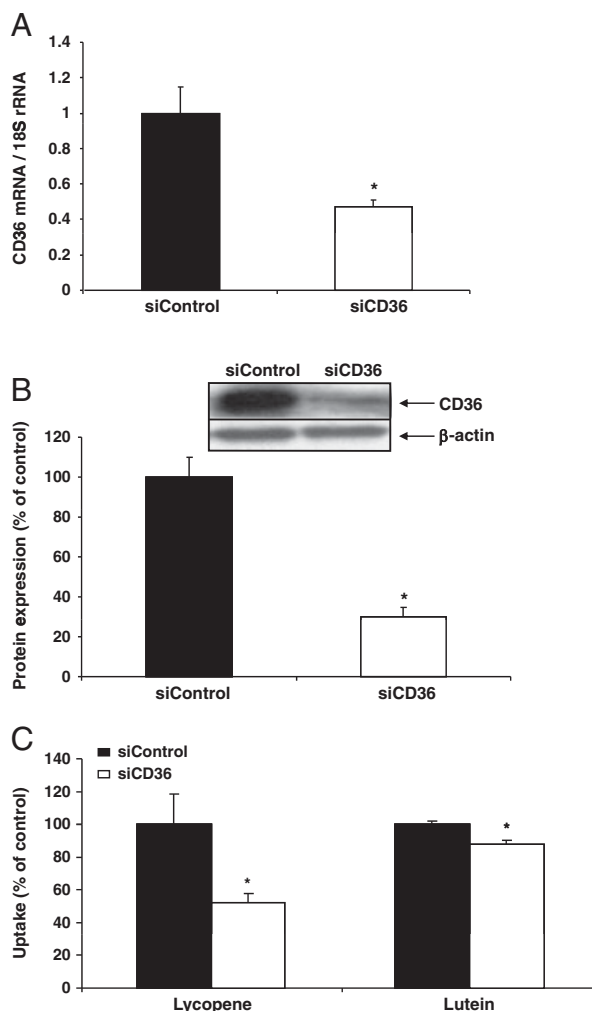 A
CD36 mRNA / 18S rRNA
1.4
1.2
1
0.8
0.6
0.4
0.2
0
*
siControl siCD36
B
siControl siCD36
CD36
β-actin
Protein expression (% of control)
120
100
80
60
40
20
0
*
siControl siCD36
C
siControl
siCD36
Uptake (% of control)
140
120
100
80
60
40
20
0
* *
Lycopene Lutein